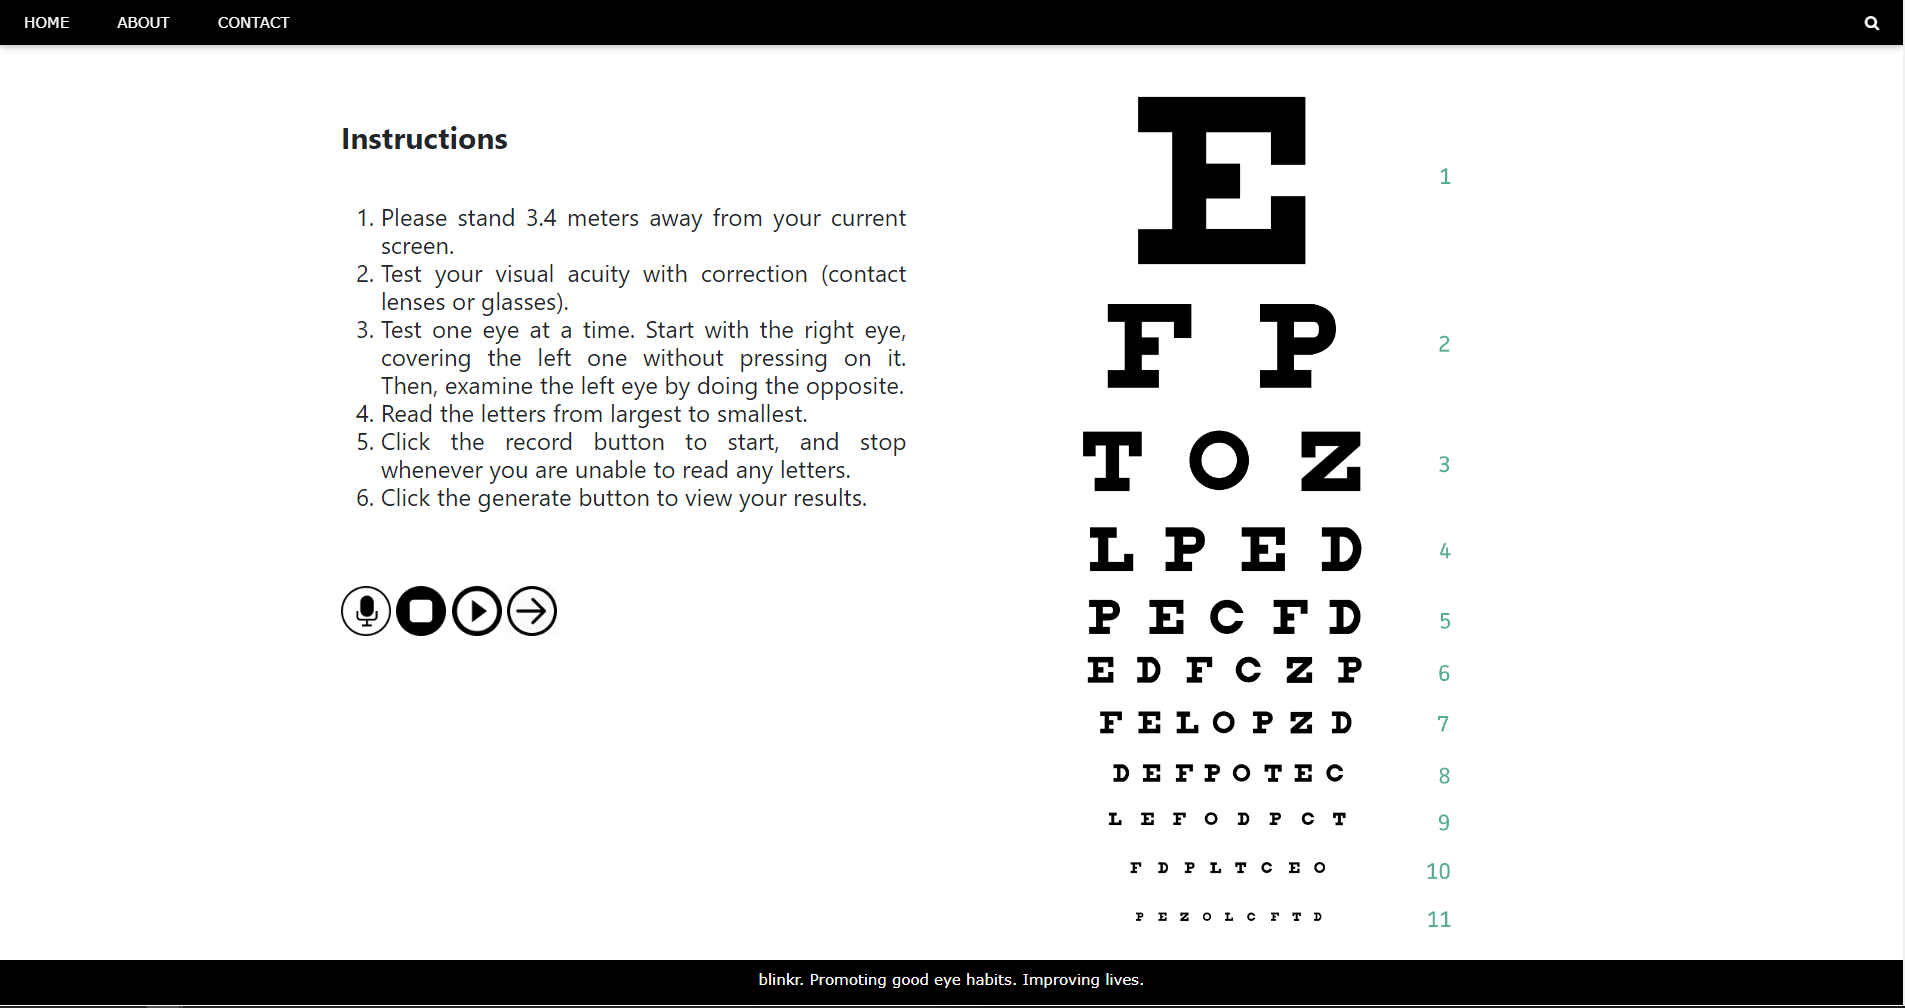 HOME ABOUT CONTACT
Instructions
1. Please stand 3.4 meters away from your current
screen.
2. Test your visual acuity with correction (contact
lenses or glasses).
3. Test one eye at a time. Start with the right eye,
covering the left one without pressing on it.
Then, examine the left eye by doing the opposite.
4. Read the letters from largest to smallest.
5. Click the record button to start, and stop
whenever you are unable to read any letters.
6. Click the generate button to view your results.
E 1
F P 2
T O Z 3
L P E D 4
P E C F D 5
E D F C Z P 6
F E L O P Z D 7
D E F P O T E C 8
L E F O D P C T 9
F D P L T C E O 10
P E Z O L C F T D 11
blinkr. Promoting good eye habits. Improving lives.